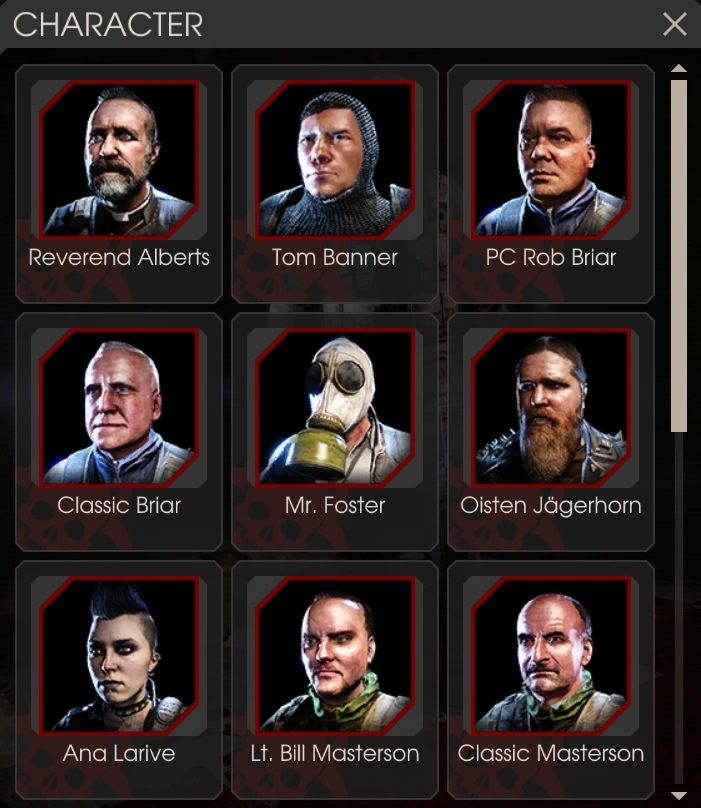 CHARACTER
Reverend Alberts
Tom Banner
PC Rob Briar
Classic Briar
Mr. Foster
Oisten Jägerhorn
Ana Larive
Lt. Bill Masterson
Classic Masterson